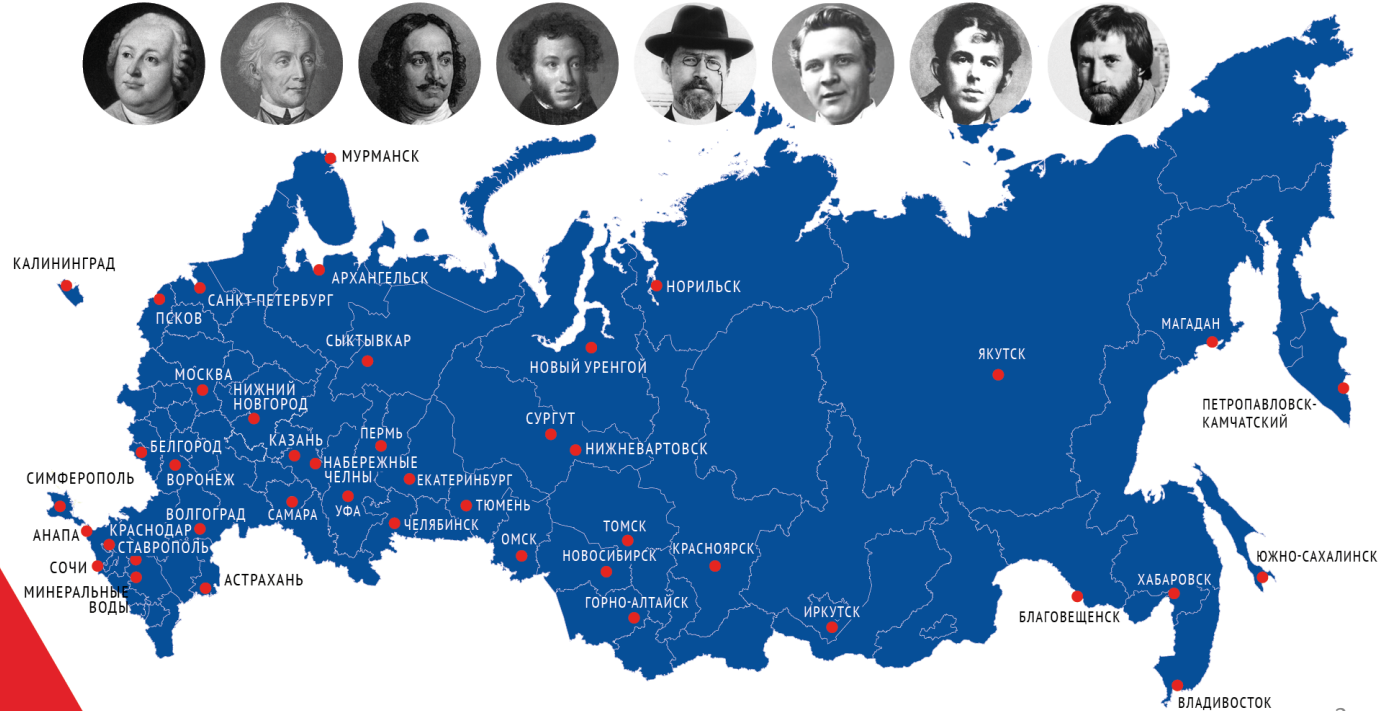 МУРМАНСК
КАЛИНИНГРАД
АРХАНГЕЛЬСК
НОРИЛЬСК
САНКТ-ПЕТЕРБУРГ
ПСКОВ
МАГАДАН
СЫКТЫВКАР
ЯКУТСК
НОВЫЙ УРЕНГОЙ
МОСКВА
НИЖНИЙ
НОВГОРОД
ПЕТРОПАВЛОВСК-
КАМЧАТСКИЙ
СУРГУТ
ПЕРМЬ
КАЗАНЬ
БЕЛГОРОД
НИЖНЕВАРТОВСК
НАБЕРЕЖНЫЕ
ЧЕЛНЫ
СИМФЕРОПОЛЬ
ВОРОНЕЖ
ЕКАТЕРИНБУРГ
ТЮМЕНЬ
УФА
ВОЛГОГРАД
САМАРА
ЧЕЛЯБИНСК
ТОМСК
АНАПА
КРАСНОДАР
СТАВРОПОЛЬ
ОМСК
НОВОСИБИРСК
КРАСНОЯРСК
ЮЖНО-САХАЛИНСК
СОЧИ
АСТРАХАНЬ
ХАБАРОВСК
МИНЕРАЛЬНЫЕ
ВОДЫ
ГОРНО-АЛТАЙСК
ИРКУТСК
БЛАГОВЕЩЕНСК
ВЛАДИВОСТОК